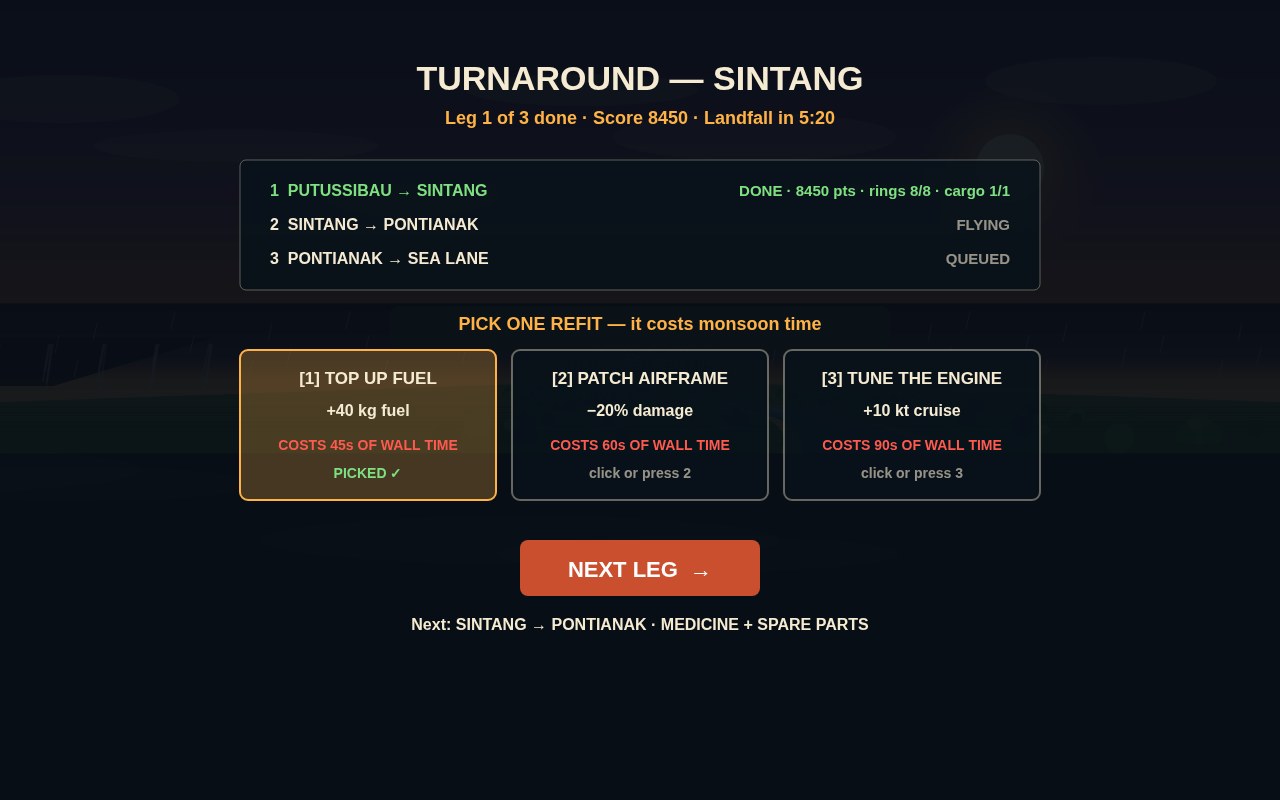 TURNAROUND — SINTANG
Leg 1 of 3 done · Score 8450 · Landfall in 5:20
1 PUTUSSIBAU → SINTANG DONE · 8450 pts · rings 8/8 · cargo 1/1
2 SINTANG → PONTIANAK FLYING
3 PONTIANAK → SEA LANE QUEUED
PICK ONE REFIT — it costs monsoon time
[1] TOP UP FUEL
+40 kg fuel
COSTS 45s OF WALL TIME
PICKED ✓
[2] PATCH AIRFRAME
−20% damage
COSTS 60s OF WALL TIME
click or press 2
[3] TUNE THE ENGINE
+10 kt cruise
COSTS 90s OF WALL TIME
click or press 3
NEXT LEG →
Next: SINTANG → PONTIANAK · MEDICINE + SPARE PARTS